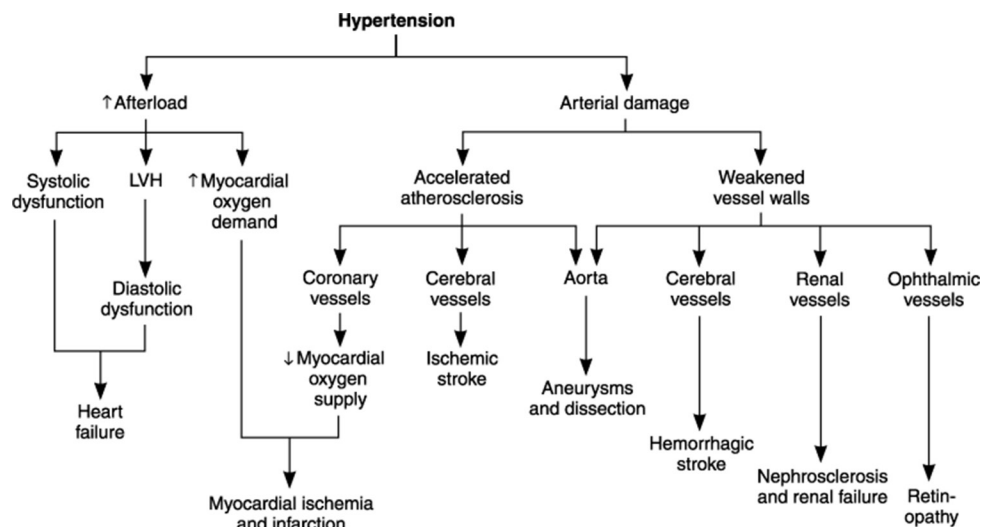 Hypertension
↑Afterload
Arterial damage
Systolic
dysfunction
LVH
↑Myocardial
oxygen
demand
Accelerated
atherosclerosis
Weakened
vessel walls
Diastolic
dysfunction
Coronary
vessels
Cerebral
vessels
Aorta
Cerebral
vessels
Renal
vessels
Ophthalmic
vessels
↓Myocardial
oxygen
supply
Ischemic
stroke
Aneurysms
and dissection
Heart
failure
Hemorrhagic
stroke
Nephrosclerosis
and renal failure
Retin-
opathy
Myocardial ischemia
and infarction